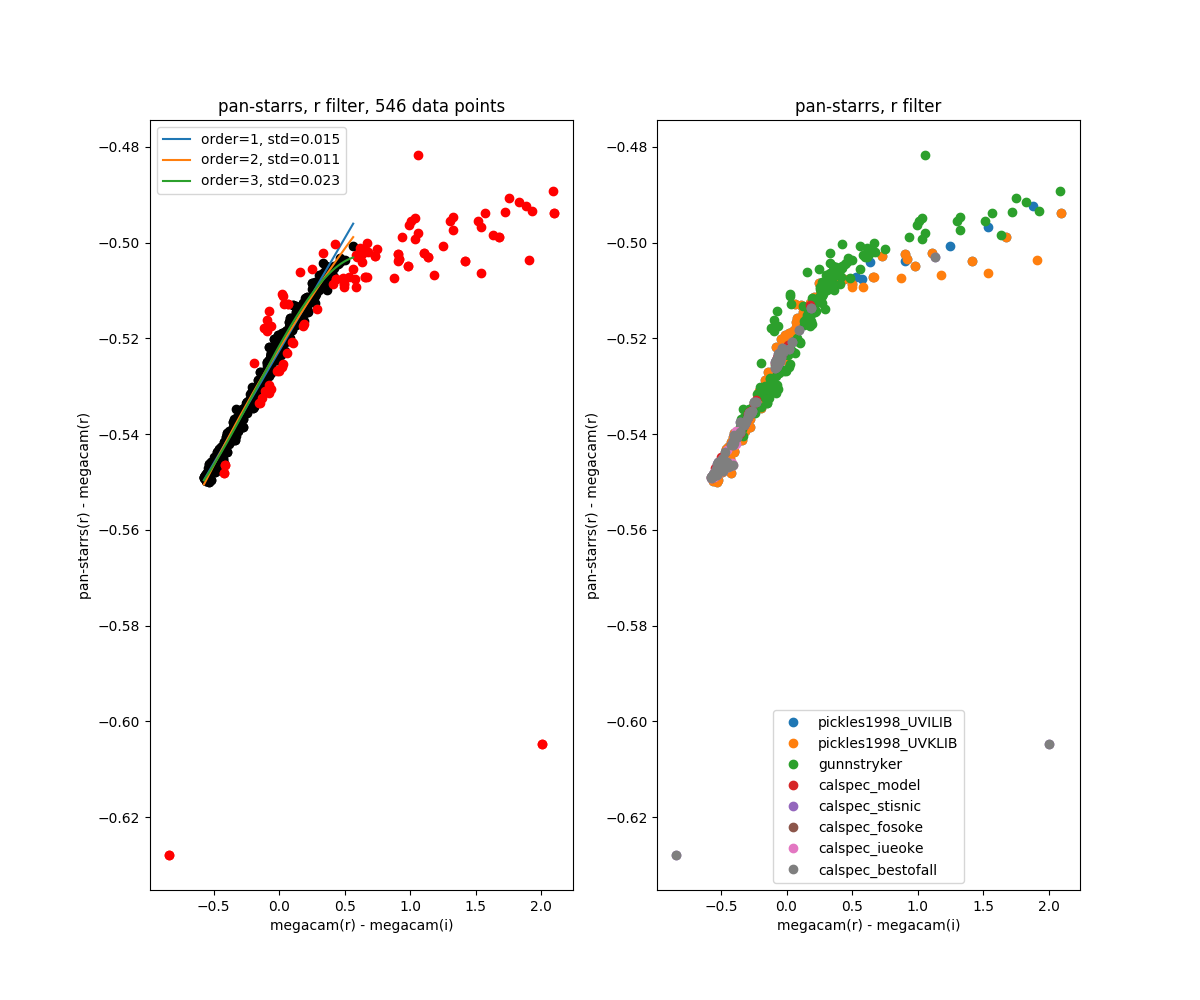 pan-starrs, r filter, 546 data points
order=1, std=0.015
order=2, std=0.011
order=3, std=0.023
−0.48
−0.50
−0.52
−0.54
−0.56
−0.58
−0.60
−0.62
pan-starrs(r) - megacam(r)
−0.5
0.0
0.5
1.0
1.5
2.0
megacam(r) - megacam(i)
pan-starrs, r filter
−0.48
−0.50
−0.52
−0.54
−0.56
−0.58
−0.60
−0.62
pan-starrs(r) - megacam(r)
pickles1998_UVILIB
pickles1998_UVKLIB
gunnstryker
calspec_model
calspec_stisnic
calspec_fosoke
calspec_iueoke
calspec_bestofall
−0.5
0.0
0.5
1.0
1.5
2.0
megacam(r) - megacam(i)